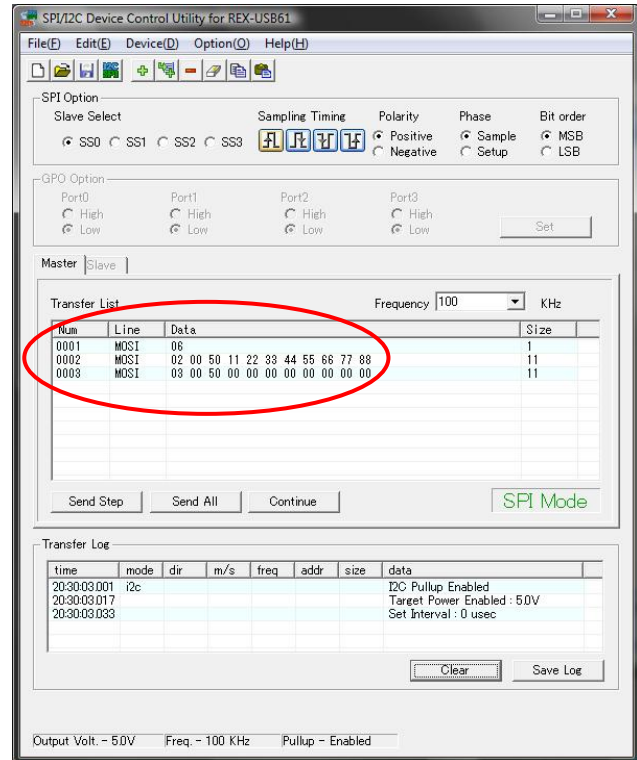 SPI/I2C Device Control Utility for REX-USB61
File(F) Edit(E) Device(D) Option(O) Help(H)
SPI Option
Slave Select Sampling Timing Polarity Phase Bit order
SS0 SS1 SS2 SS3 Positive Sample MSB
Negative Setup LSB
GPO Option
Port0 Port1 Port2 Port3
High High High High
Low Low Low Low Set
Master Slave
Transfer List Frequency 100 KHz
Num Line Data Size
0001 MOSI 06 1
0002 MOSI 02 00 50 11 22 33 44 55 66 77 88 11
0003 MOSI 03 00 50 00 00 00 00 00 00 00 00 11
Send Step Send All Continue SPI Mode
Transfer Log
time mode dir m/s freq addr size data
20:30:03.001 i2c I2C Pullup Enabled
20:30:03.017 Target Power Enabled : 5.0V
20:30:03.033 Set Interval : 0 usec
Clear Save Log
Output Volt. - 5.0V Freq. - 100 KHz Pullup - Enabled